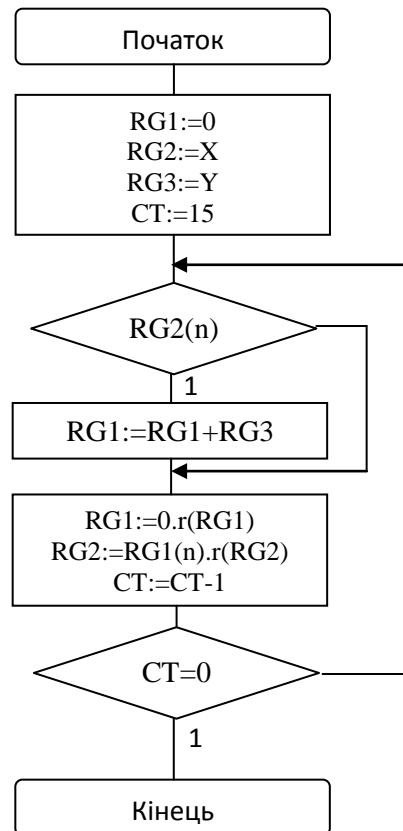 Початок
RG1:=0
RG2:=X
RG3:=Y
CT:=15
RG2(n)
1
RG1:=RG1+RG3
RG1:=0.r(RG1)
RG2:=RG1(n).r(RG2)
CT:=CT-1
CT=0
1
Кінець